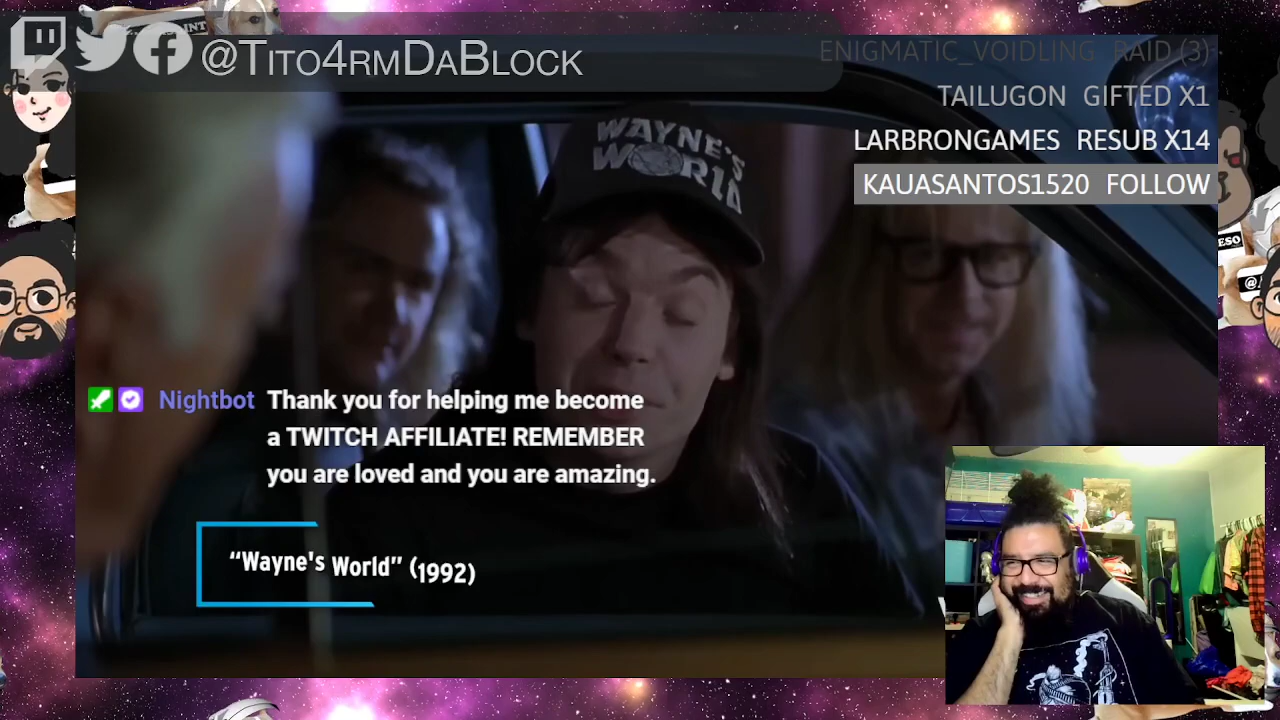 @Tito4rmDaBlock
ENIGMATIC_VOIDLING RAID (3)
TAILUGON GIFTED X1
LARBRONGAMES RESUB X14
KAUASANTOS1520 FOLLOW
WAYNE'S
WORLD
Nightbot Thank you for helping me become
a TWITCH AFFILIATE! REMEMBER
you are loved and you are amazing.
“Wayne's World” (1992)